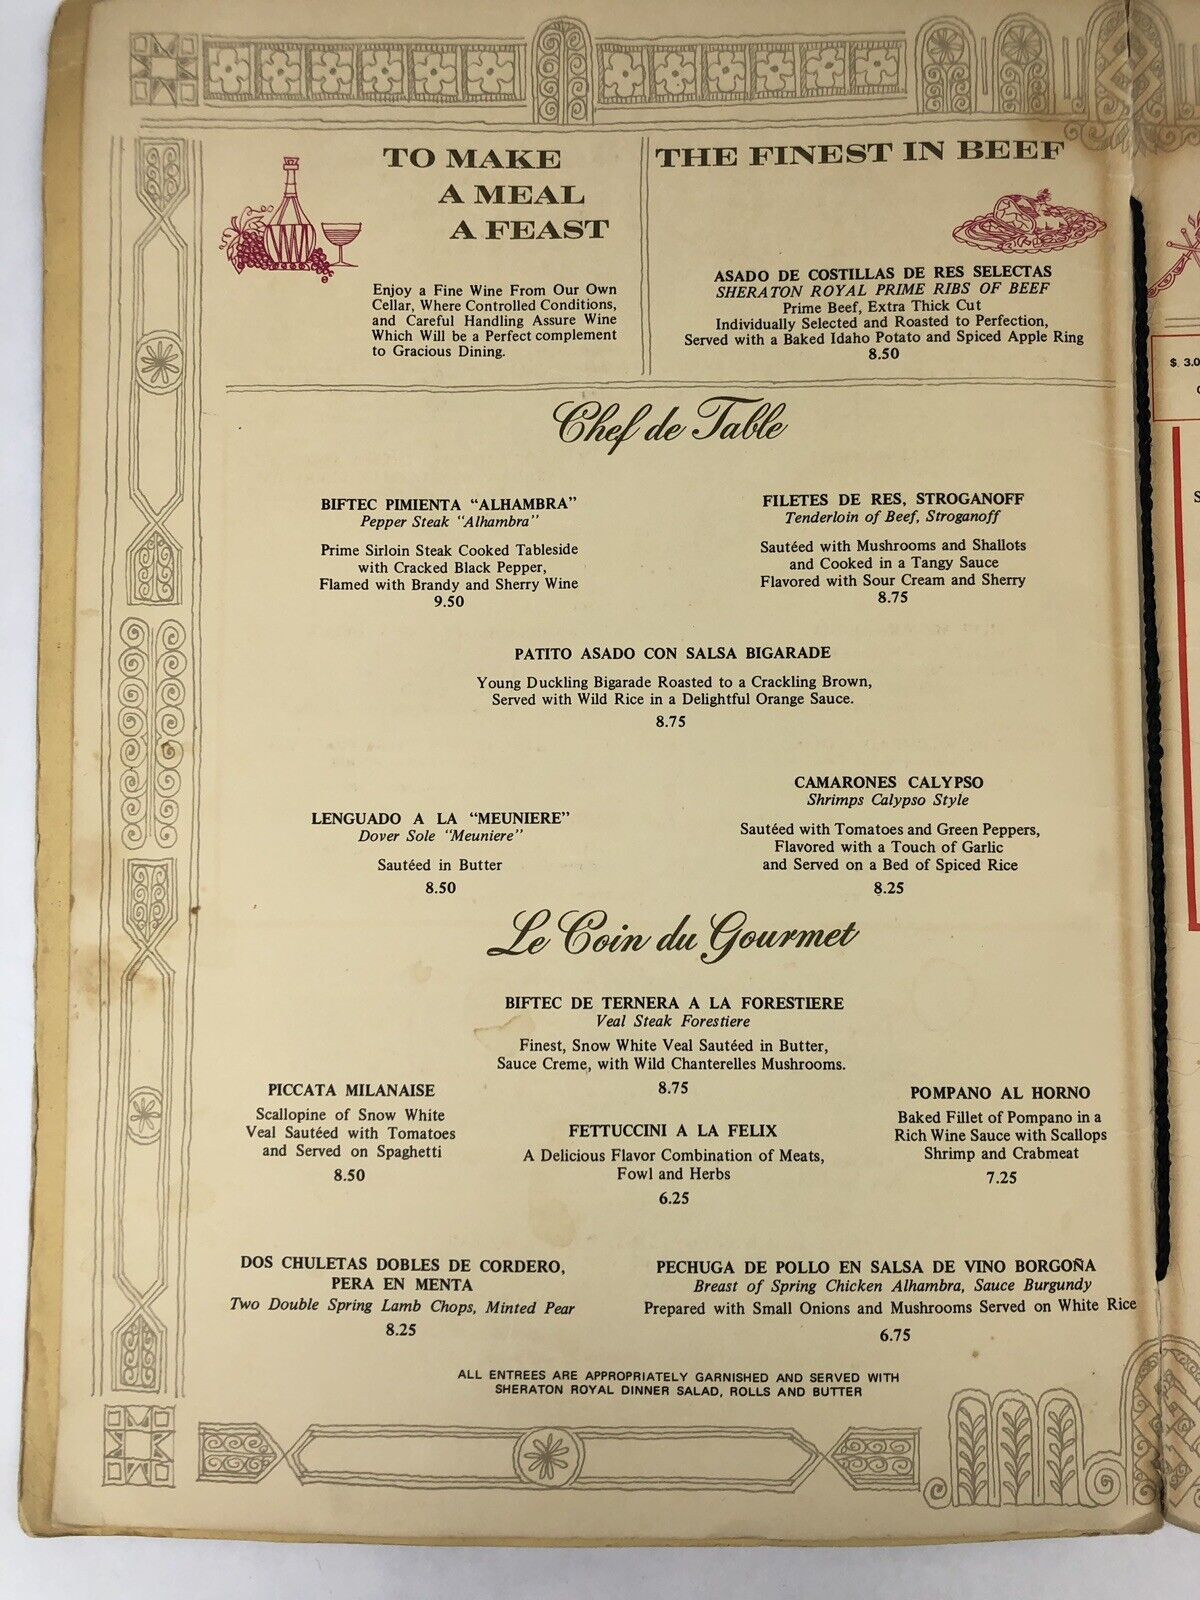 TO MAKE
A MEAL
A FEAST
Enjoy a Fine Wine From Our Own
Cellar, Where Controlled Conditions,
and Careful Handling Assure Wine
Which Will be a Perfect complement
to Gracious Dining.
THE FINEST IN BEEF
ASADO DE COSTILLAS DE RES SELECTAS
SHERATON ROYAL PRIME RIBS OF BEEF
Prime Beef, Extra Thick Cut
Individually Selected and Roasted to Perfection,
Served with a Baked Idaho Potato and Spiced Apple Ring
8.50
Chef de Table
BIFTEC PIMIENTA "ALHAMBRA"
Pepper Steak "Alhambra"
Prime Sirloin Steak Cooked Tableside
with Cracked Black Pepper,
Flamed with Brandy and Sherry Wine
9.50
FILETES DE RES, STROGANOFF
Tenderloin of Beef, Stroganoff
Sautéed with Mushrooms and Shallots
and Cooked in a Tangy Sauce
Flavored with Sour Cream and Sherry
8.75
PATITO ASADO CON SALSA BIGARADE
Young Duckling Bigarade Roasted to a Crackling Brown,
Served with Wild Rice in a Delightful Orange Sauce.
8.75
LENGUADO A LA "MEUNIERE"
Dover Sole "Meuniere"
Sautéed in Butter
8.50
CAMARONES CALYPSO
Shrimps Calypso Style
Sautéed with Tomatoes and Green Peppers,
Flavored with a Touch of Garlic
and Served on a Bed of Spiced Rice
8.25
Le Coin du Gourmet
BIFTEC DE TERNERA A LA FORESTIERE
Veal Steak Forestiere
Finest, Snow White Veal Sautéed in Butter,
Sauce Creme, with Wild Chanterelles Mushrooms.
8.75
PICCATA MILANAISE
Scallopine of Snow White
Veal Sautéed with Tomatoes
and Served on Spaghetti
8.50
FETTUCCINI A LA FELIX
A Delicious Flavor Combination of Meats,
Fowl and Herbs
6.25
POMPANO AL HORNO
Baked Fillet of Pompano in a
Rich Wine Sauce with Scallops
Shrimp and Crabmeat
7.25
DOS CHULETAS DOBLES DE CORDERO,
PERA EN MENTA
Two Double Spring Lamb Chops, Minted Pear
8.25
PECHUGA DE POLLO EN SALSA DE VINO BORGOÑA
Breast of Spring Chicken Alhambra, Sauce Burgundy
Prepared with Small Onions and Mushrooms Served on White Rice
6.75
ALL ENTREES ARE APPROPRIATELY GARNISHED AND SERVED WITH
SHERATON ROYAL DINNER SALAD, ROLLS AND BUTTER
$ 3.0